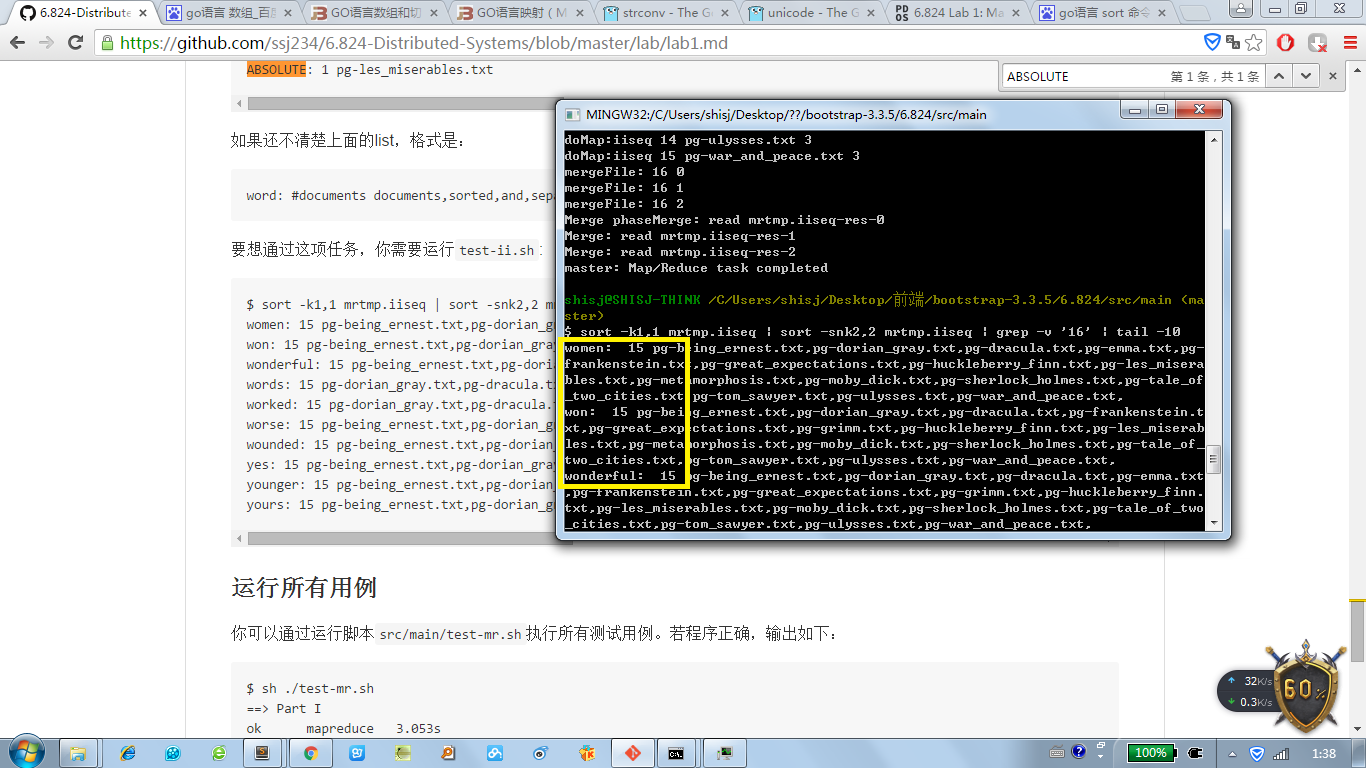 6.824-Distribute
go语言 数组_百
GO语言数组和切
GO语言映射（M
strconv - The Go
unicode - The G
6.824 Lab 1: Ma
go语言 sort 命令
https://github.com/ssj234/6.824-Distributed-Systems/blob/master/lab/lab1.md
ABSOLUTE
第 1 条，共 1 条
ABSOLUTE: 1 pg-les_miserables.txt
如果还不清楚上面的list，格式是：
word: #documents documents,sorted,and,sep
要想通过这项任务，你需要运行 test-ii.sh：
$ sort -k1,1 mrtmp.iiseq | sort -snk2,2 m
women: 15 pg-being_ernest.txt,pg-dorian_gr
won: 15 pg-being_ernest.txt,pg-dorian_gray
wonderful: 15 pg-being_ernest.txt,pg-doria
words: 15 pg-dorian_gray.txt,pg-dracula.t
worked: 15 pg-dorian_gray.txt,pg-dracula.
worse: 15 pg-being_ernest.txt,pg-dorian_gr
wounded: 15 pg-being_ernest.txt,pg-dorian_
yes: 15 pg-being_ernest.txt,pg-dorian_gray
younger: 15 pg-being_ernest.txt,pg-dorian_
yours: 15 pg-being_ernest.txt,pg-dorian_gr
运行所有用例
你可以通过运行脚本 src/main/test-mr.sh 执行所有测试用例。若程序正确，输出如下：
$ sh ./test-mr.sh
==> Part I
ok mapreduce 3.053s
MINGW32:/C/Users/shisj/Desktop/??/bootstrap-3.3.5/6.824/src/main
doMap:iiseq 14 pg-ulysses.txt 3
doMap:iiseq 15 pg-war_and_peace.txt 3
mergeFile: 16 0
mergeFile: 16 1
mergeFile: 16 2
Merge phaseMerge: read mrtmp.iiseq-res-0
Merge: read mrtmp.iiseq-res-1
Merge: read mrtmp.iiseq-res-2
master: Map/Reduce task completed
shisj@SHISJ-THINK /C/Users/shisj/Desktop/前端/bootstrap-3.3.5/6.824/src/main (ma
ster)
$ sort -k1,1 mrtmp.iiseq | sort -snk2,2 mrtmp.iiseq | grep -v '16' | tail -10
women: 15 pg-being_ernest.txt,pg-dorian_gray.txt,pg-dracula.txt,pg-emma.txt,pg-
frankenstein.txt,pg-great_expectations.txt,pg-huckleberry_finn.txt,pg-les_misera
bles.txt,pg-metamorphosis.txt,pg-moby_dick.txt,pg-sherlock_holmes.txt,pg-tale_of
_two_cities.txt,pg-tom_sawyer.txt,pg-ulysses.txt,pg-war_and_peace.txt,
won: 15 pg-being_ernest.txt,pg-dorian_gray.txt,pg-dracula.txt,pg-frankenstein.t
xt,pg-great_expectations.txt,pg-grimm.txt,pg-huckleberry_finn.txt,pg-les_miserab
les.txt,pg-metamorphosis.txt,pg-moby_dick.txt,pg-sherlock_holmes.txt,pg-tale_of_
two_cities.txt,pg-tom_sawyer.txt,pg-ulysses.txt,pg-war_and_peace.txt,
wonderful: 15 pg-being_ernest.txt,pg-dorian_gray.txt,pg-dracula.txt,pg-emma.txt
,pg-frankenstein.txt,pg-great_expectations.txt,pg-grimm.txt,pg-huckleberry_finn.
txt,pg-les_miserables.txt,pg-moby_dick.txt,pg-sherlock_holmes.txt,pg-tale_of_two
_cities.txt,pg-tom_sawyer.txt,pg-ulysses.txt,pg-war_and_peace.txt,
32K/s
0.3K/s
60%
100%
1:38